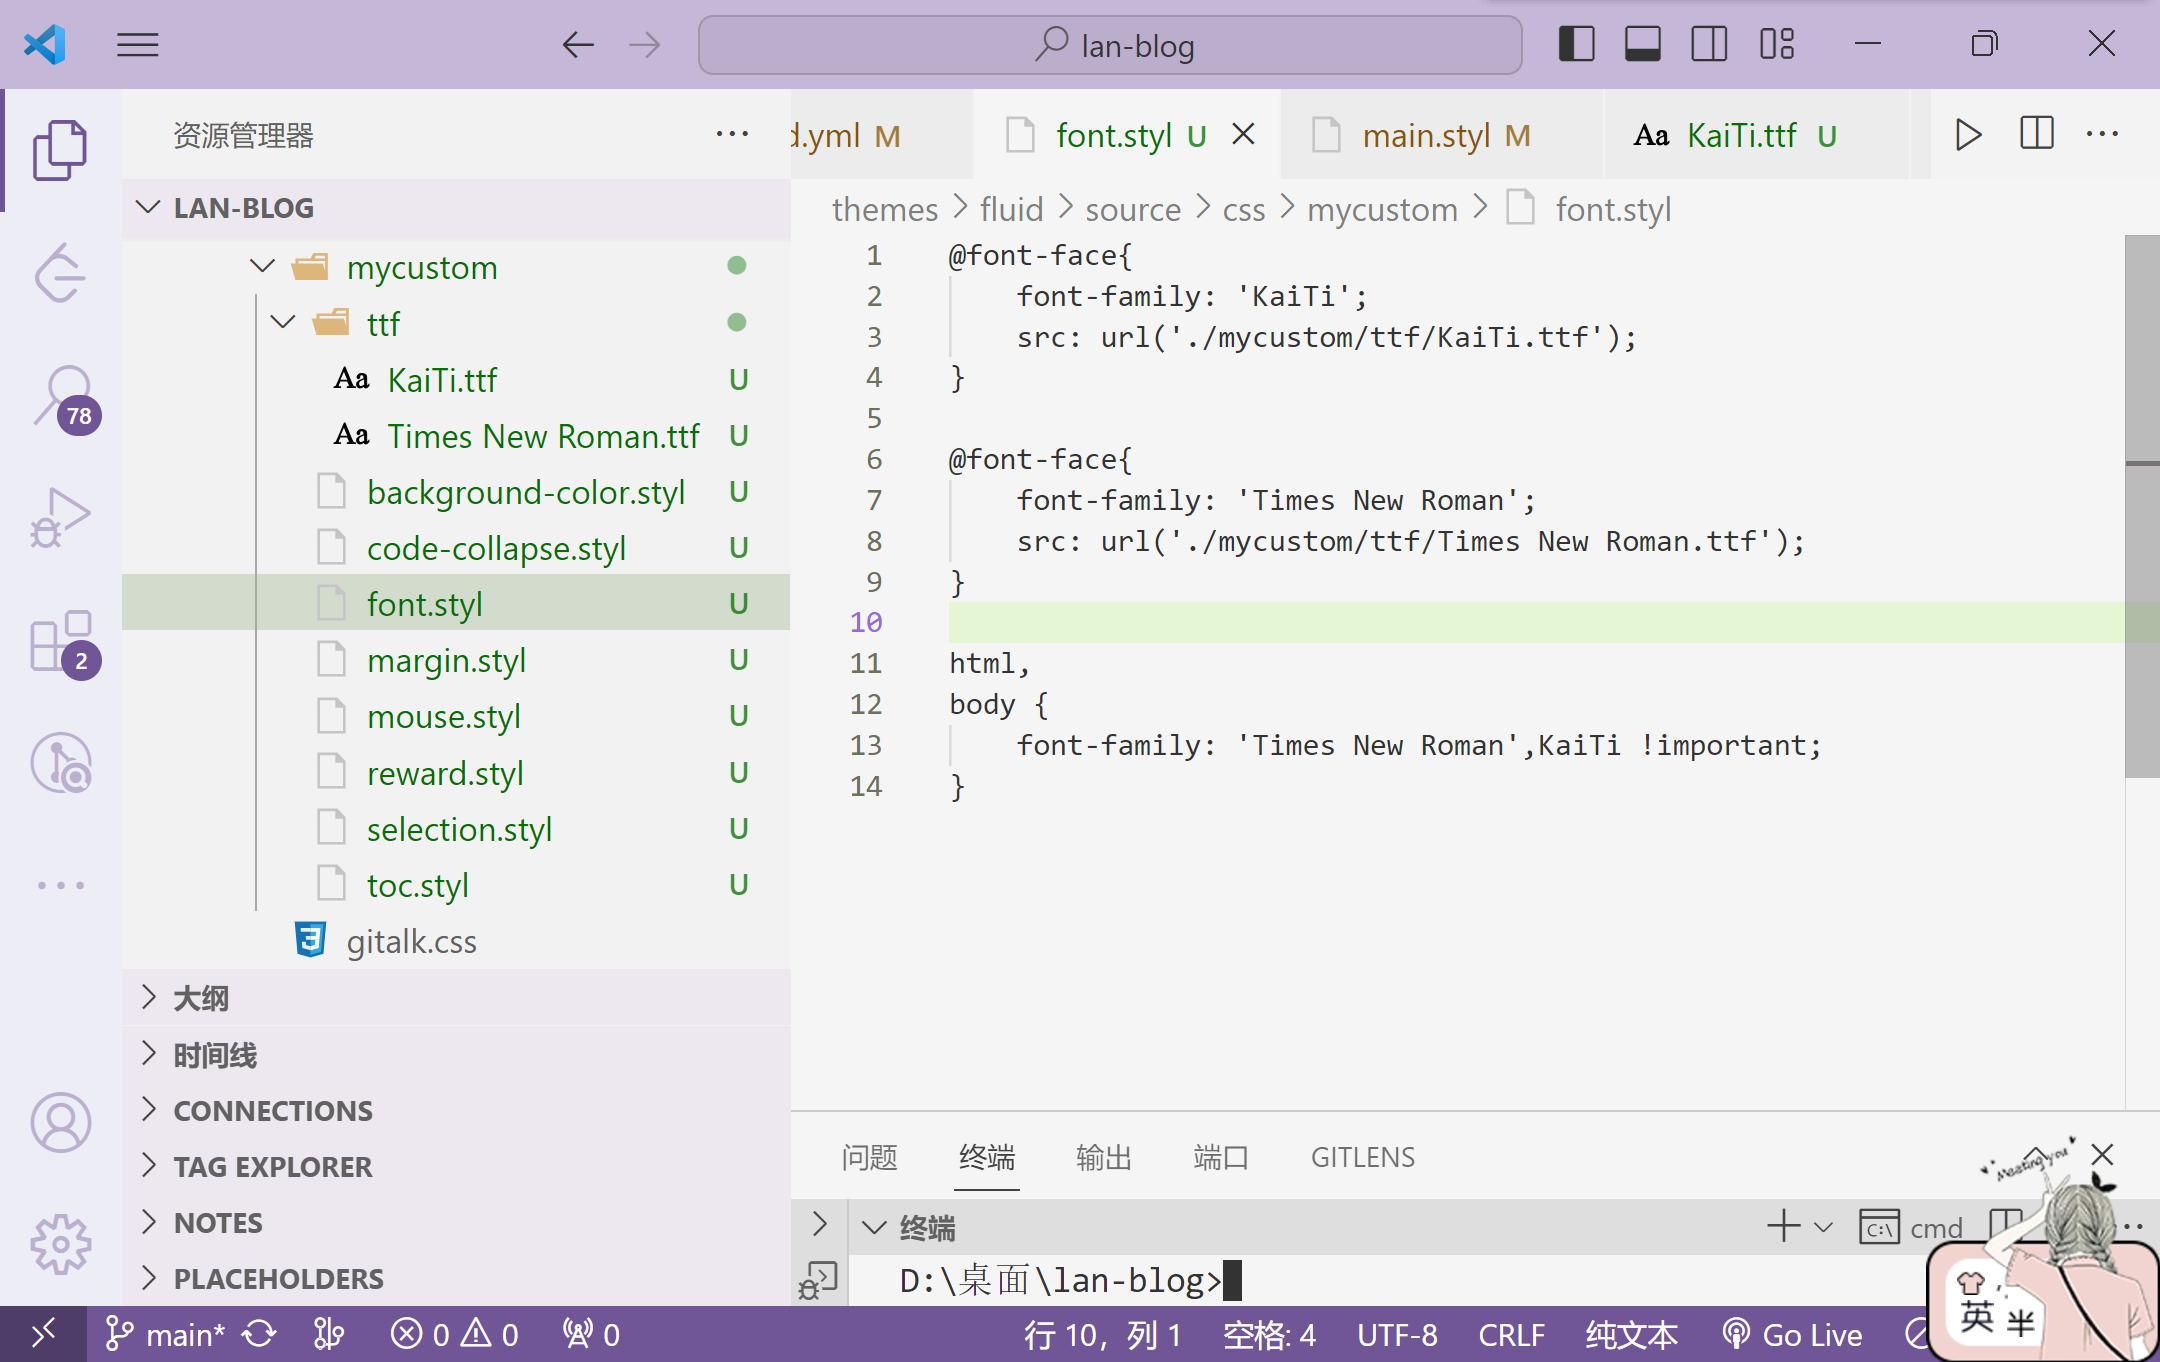 lan-blog
资源管理器
d.yml M
font.styl U
main.styl M
Aa KaiTi.ttf U
LAN-BLOG
themes > fluid > source > css > mycustom > font.styl
mycustom
ttf
Aa KaiTi.ttf U
Aa Times New Roman.ttf U
background-color.styl U
code-collapse.styl U
font.styl U
margin.styl U
mouse.styl U
reward.styl U
selection.styl U
toc.styl U
gitalk.css
大纲
时间线
CONNECTIONS
TAG EXPLORER
NOTES
PLACEHOLDERS
78
2
1 @font-face{
2 font-family: 'KaiTi';
3 src: url('./mycustom/ttf/KaiTi.ttf');
4 }
5
6 @font-face{
7 font-family: 'Times New Roman';
8 src: url('./mycustom/ttf/Times New Roman.ttf');
9 }
10
11 html,
12 body {
13 font-family: 'Times New Roman',KaiTi !important;
14 }
问题 终端 输出 端口 GITLENS
终端
cmd
D:\桌面\lan-blog>
Meeting you
英 半
main* 0 0 0
行 10，列 1 空格: 4 UTF-8 CRLF 纯文本 Go Live